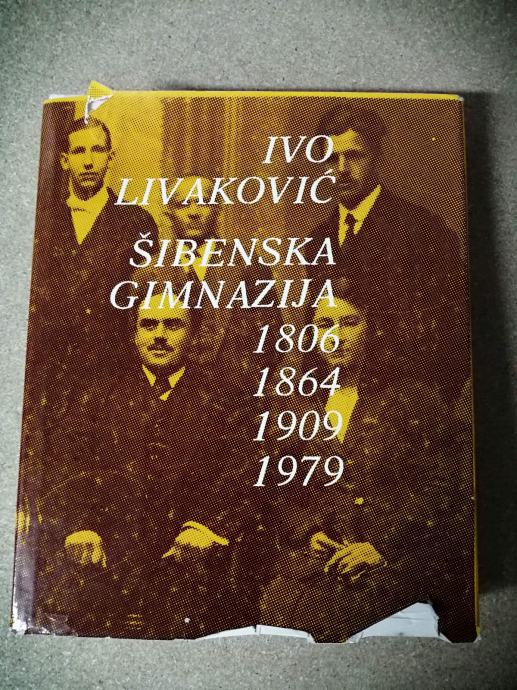 IVO
LIVAKOVIĆ
ŠIBENSKA
GIMNAZIJA
1806
1864
1909
1979